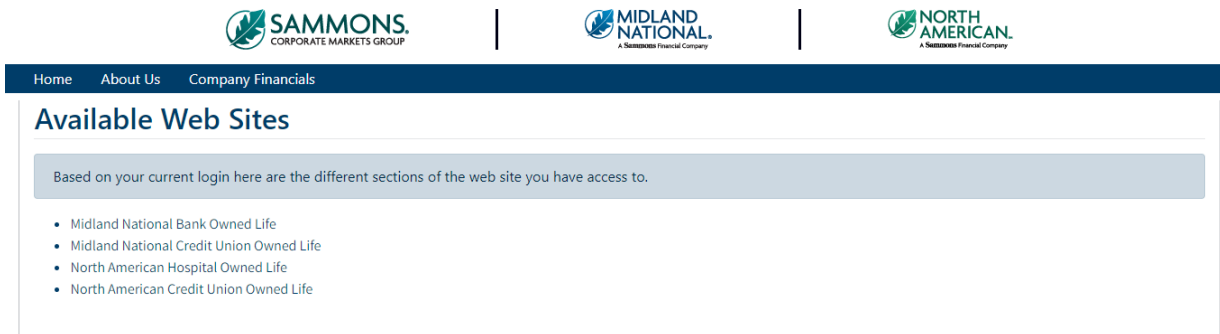 SAMMONS.
CORPORATE MARKETS GROUP
MIDLAND
NATIONAL.
A Sammons Financial Company
NORTH
AMERICAN.
A Sammons Financial Company
Home About Us Company Financials
Available Web Sites
Based on your current login here are the different sections of the web site you have access to.
• Midland National Bank Owned Life
• Midland National Credit Union Owned Life
• North American Hospital Owned Life
• North American Credit Union Owned Life